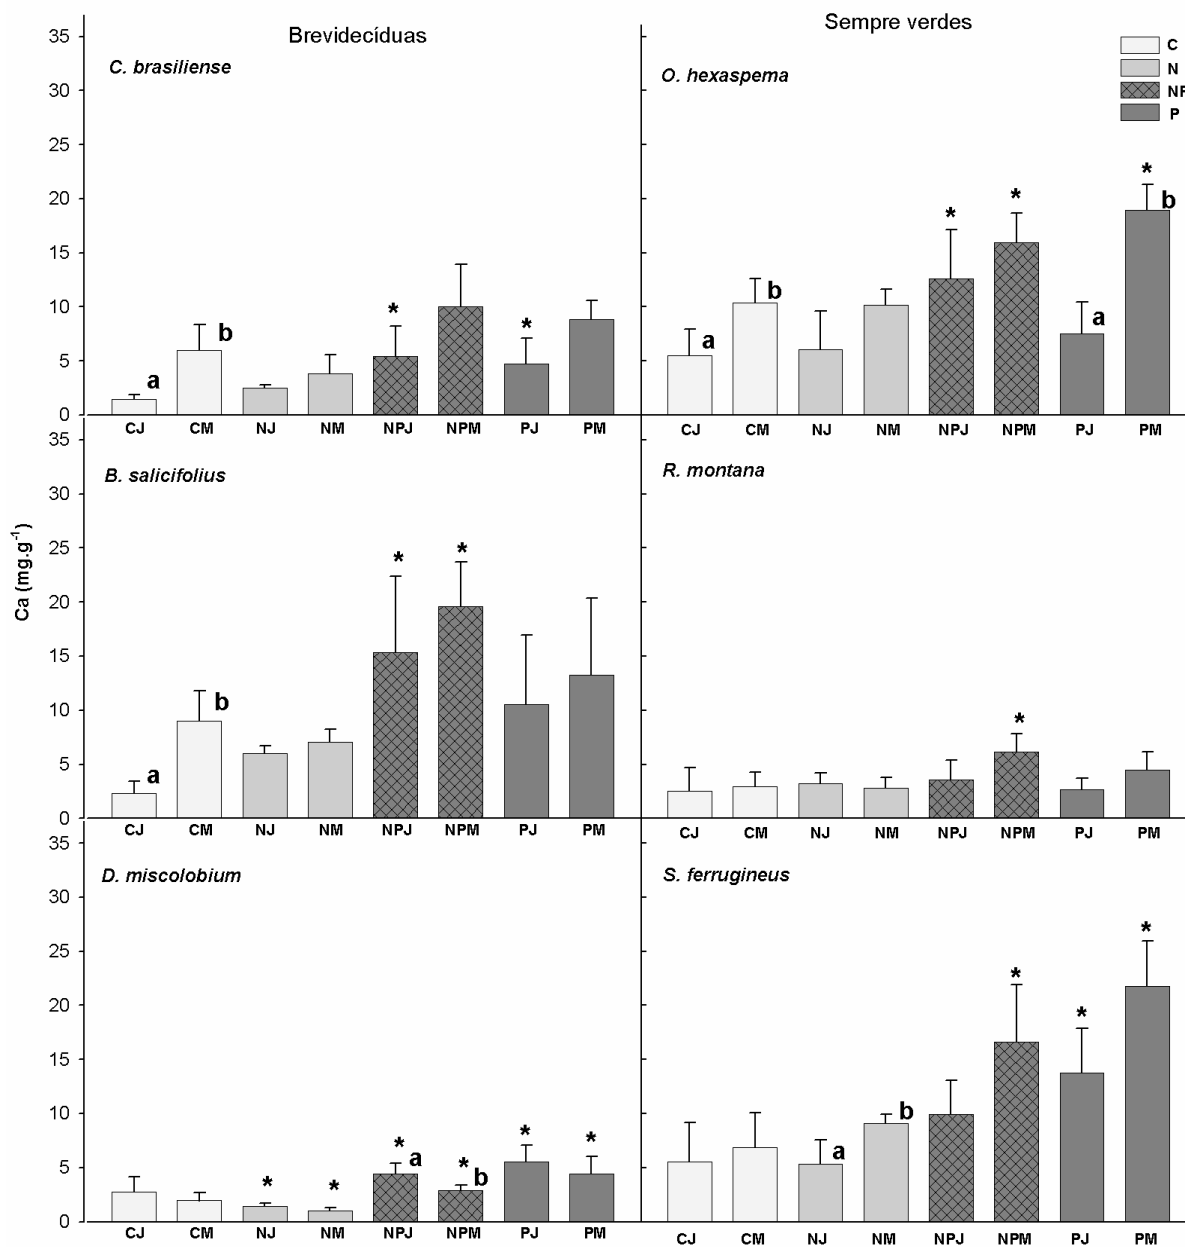 Brevidecíduas
Sempre verdes
C
N
NP
P
Ca (mg.g⁻¹)
C. brasiliense
35
30
25
20
15
10
5
0
a
b
*
*
CJ CM NJ NM NPJ NPM PJ PM
O. hexasperma
a
b
*
*
a
*
b
CJ CM NJ NM NPJ NPM PJ PM
B. salicifolius
35
30
25
20
15
10
5
0
a
b
*
*
CJ CM NJ NM NPJ NPM PJ PM
R. montana
*
CJ CM NJ NM NPJ NPM PJ PM
D. miscolobium
35
30
25
20
15
10
5
0
*
*
*
a
*
b
*
*
CJ CM NJ NM NPJ NPM PJ PM
S. ferrugineus
a
b
*
*
*
CJ CM NJ NM NPJ NPM PJ PM